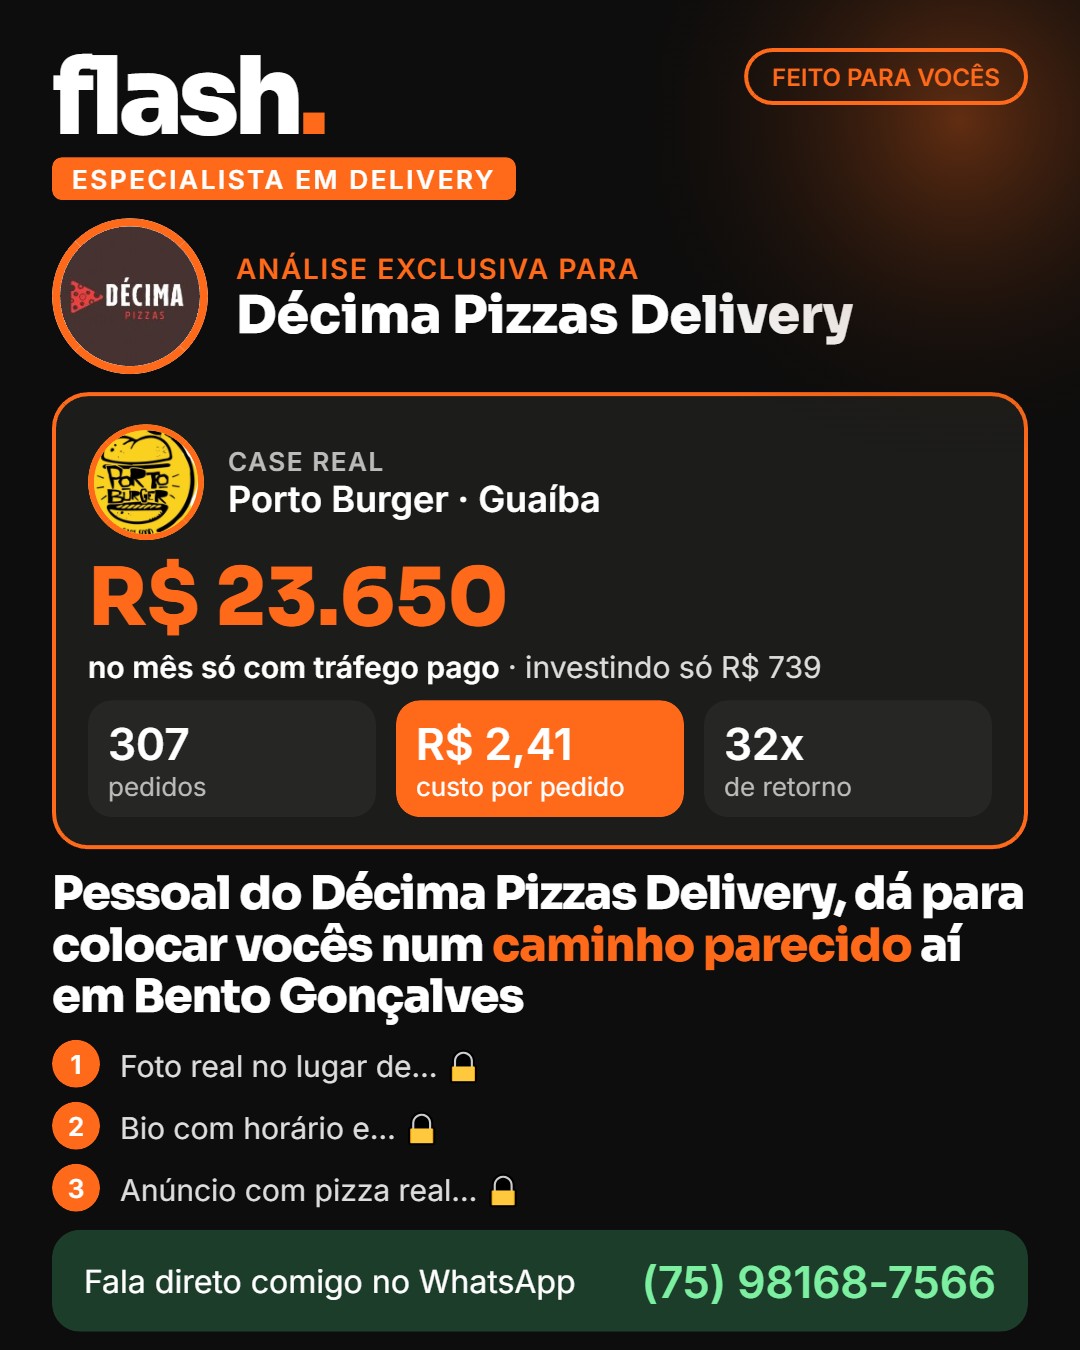 flash.
FEITO PARA VOCÊS
ESPECIALISTA EM DELIVERY
DÉCIMA
PIZZAS
ANÁLISE EXCLUSIVA PARA
Décima Pizzas Delivery
PORTO
BURGER
CASE REAL
Porto Burger · Guaíba
R$ 23.650
no mês só com tráfego pago · investindo só R$ 739
307
pedidos
R$ 2,41
custo por pedido
32x
de retorno
Pessoal do Décima Pizzas Delivery, dá para
colocar vocês num caminho parecido aí
em Bento Gonçalves
1 Foto real no lugar de... 🔒
2 Bio com horário e... 🔒
3 Anúncio com pizza real... 🔒
Fala direto comigo no WhatsApp (75) 98168-7566